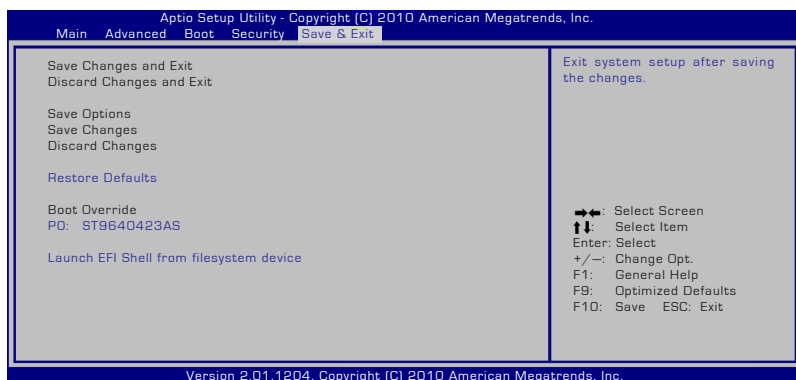 Aptio Setup Utility - Copyright (C) 2010 American Megatrends, Inc.
Main Advanced Boot Security Save & Exit
Save Changes and Exit
Discard Changes and Exit
Save Options
Save Changes
Discard Changes
Restore Defaults
Boot Override
P0: ST9640423AS
Launch EFI Shell from filesystem device
Exit system setup after saving
the changes.
→←: Select Screen
↑↓: Select Item
Enter: Select
+/—: Change Opt.
F1: General Help
F9: Optimized Defaults
F10: Save ESC: Exit
Version 2.01.1204. Copyright (C) 2010 American Megatrends, Inc.